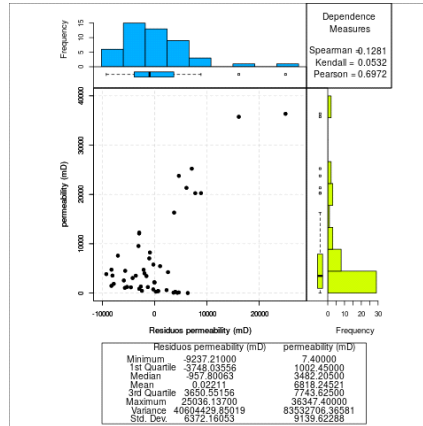 Dependence
Measures
Spearman = 0.1281
Kendall = 0.0532
Pearson = 0.6972
Frequency
0 5 10 15
permeability (mD)
0 10000 20000 30000 40000
-10000 0 10000 20000
Residuos permeability (mD)
0 5 10 20 30
Frequency
Residuos permeability (mD) permeability (mD)
Minimum -9237.21000 7.40000
1st Quartile -3748.03556 1002.45000
Median -957.80063 3482.20500
Mean 0.02211 6818.24521
3rd Quartile 3650.55156 7743.62500
Maximum 25036.13700 36347.40000
Variance 40604429.85019 83532706.36581
Std. Dev. 6372.16053 9139.62288